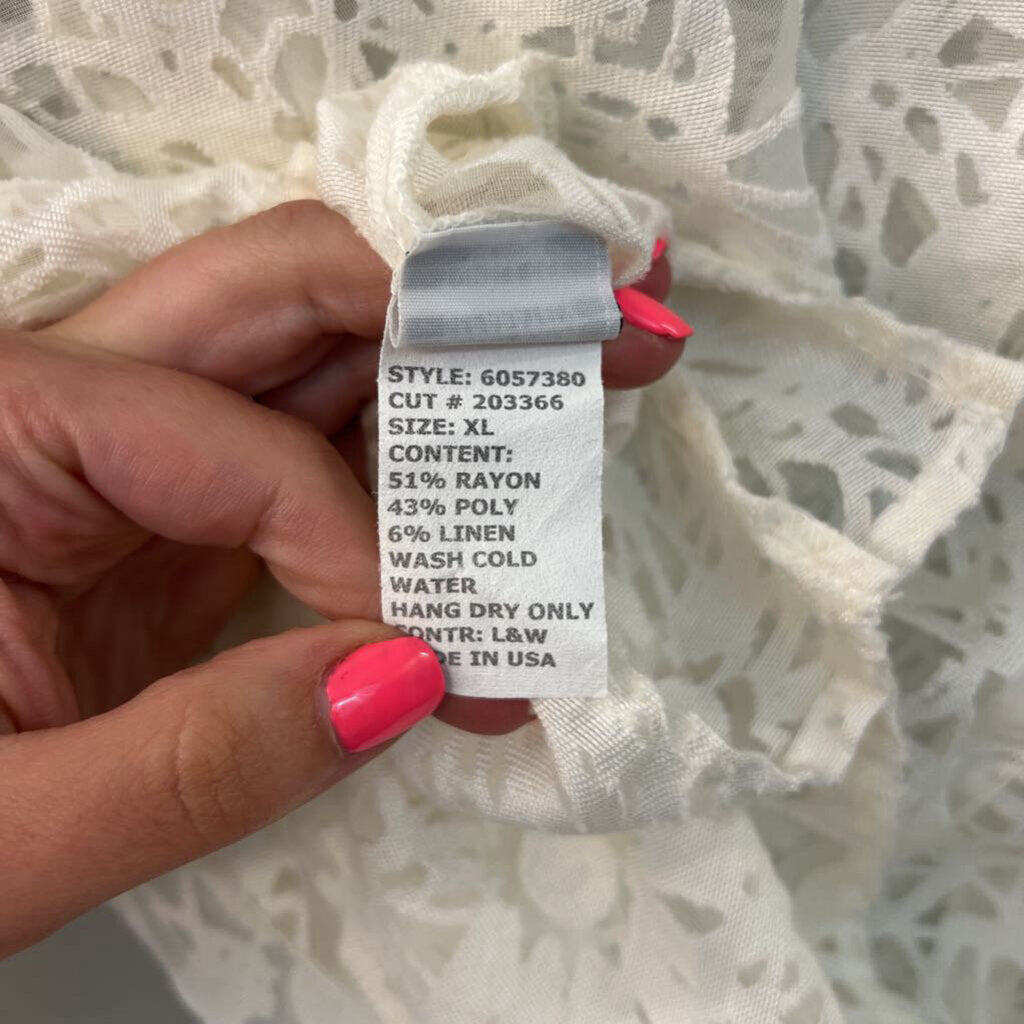 STYLE: 6057380
CUT # 203366
SIZE: XL
CONTENT:
51% RAYON
43% POLY
6% LINEN
WASH COLD
WATER
HANG DRY ONLY
CONTR: L&W
IN USA